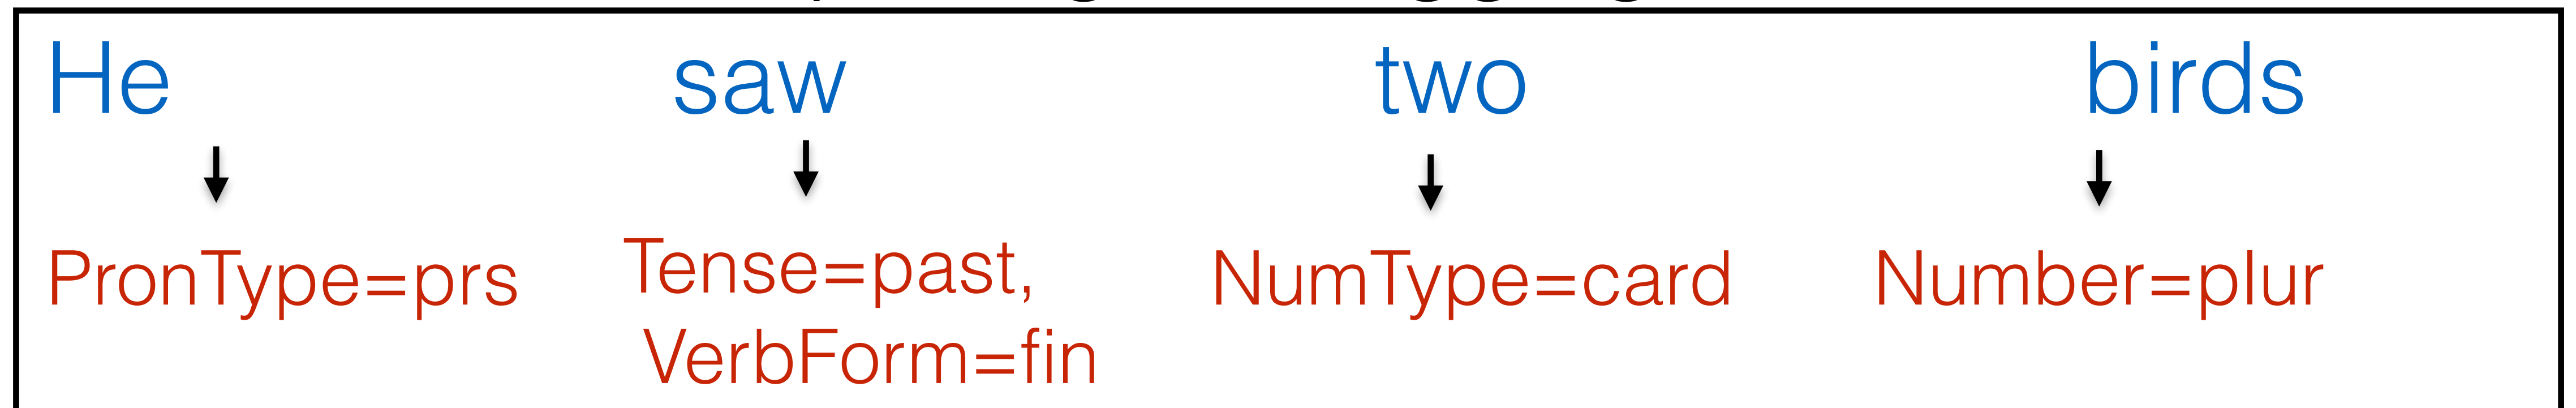 He saw two birds
PronType=prs Tense=past, NumType=card Number=plur
VerbForm=fin